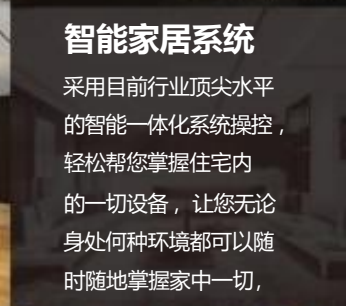 智能家居系统
采用目前行业顶尖水平
的智能一体化系统操控，
轻松帮您掌握住宅内
的一切设备，让您无论
身处何种环境都可以随
时随地掌握家中一切，